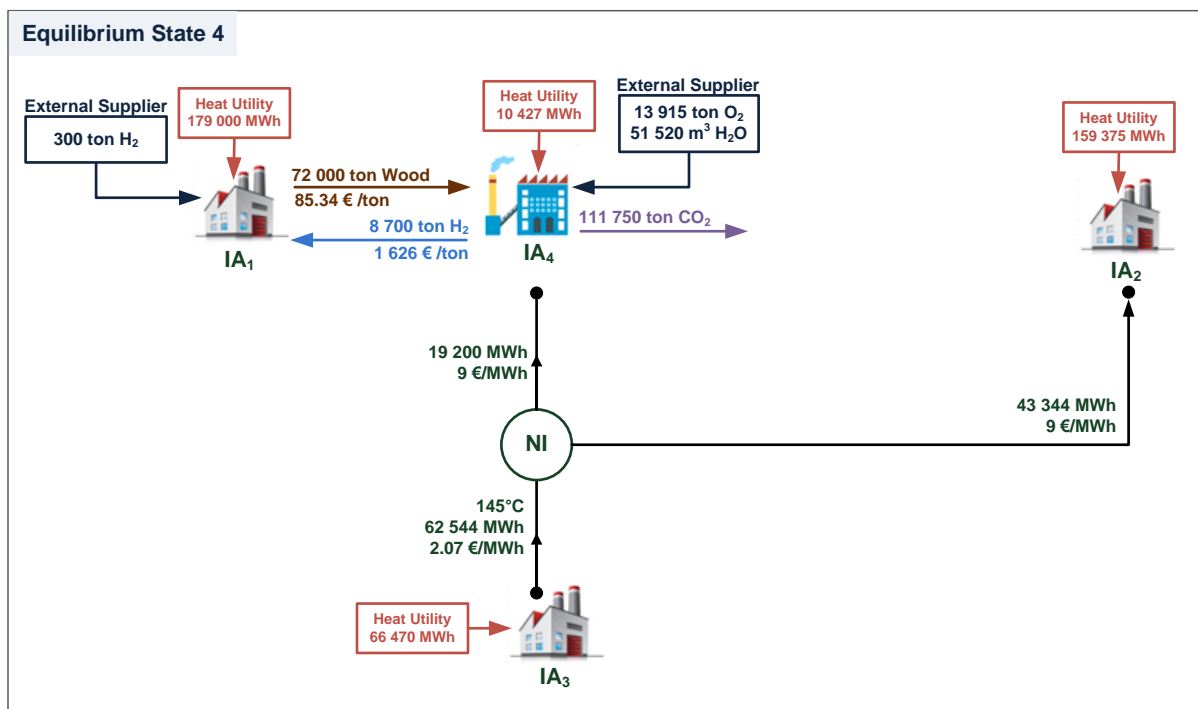 Equilibrium State 4
External Supplier
300 ton H₂
Heat Utility
179 000 MWh
72 000 ton Wood
85.34 € /ton
8 700 ton H₂
1 626 € /ton
IA₁
Heat Utility
10 427 MWh
External Supplier
13 915 ton O₂
51 520 m³ H₂O
111 750 ton CO₂
IA₄
Heat Utility
159 375 MWh
IA₂
19 200 MWh
9 €/MWh
43 344 MWh
9 €/MWh
NI
145°C
62 544 MWh
2.07 €/MWh
Heat Utility
66 470 MWh
IA₃